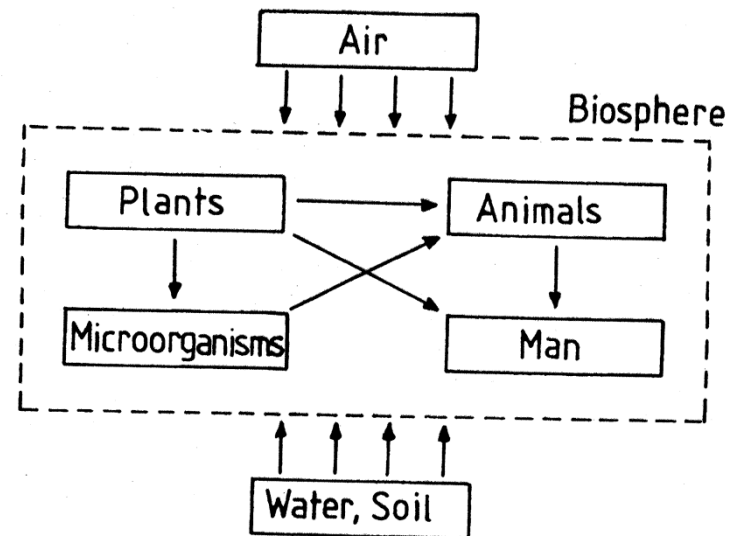 Air
Biosphere
Plants
Animals
Microorganisms
Man
Water, Soil